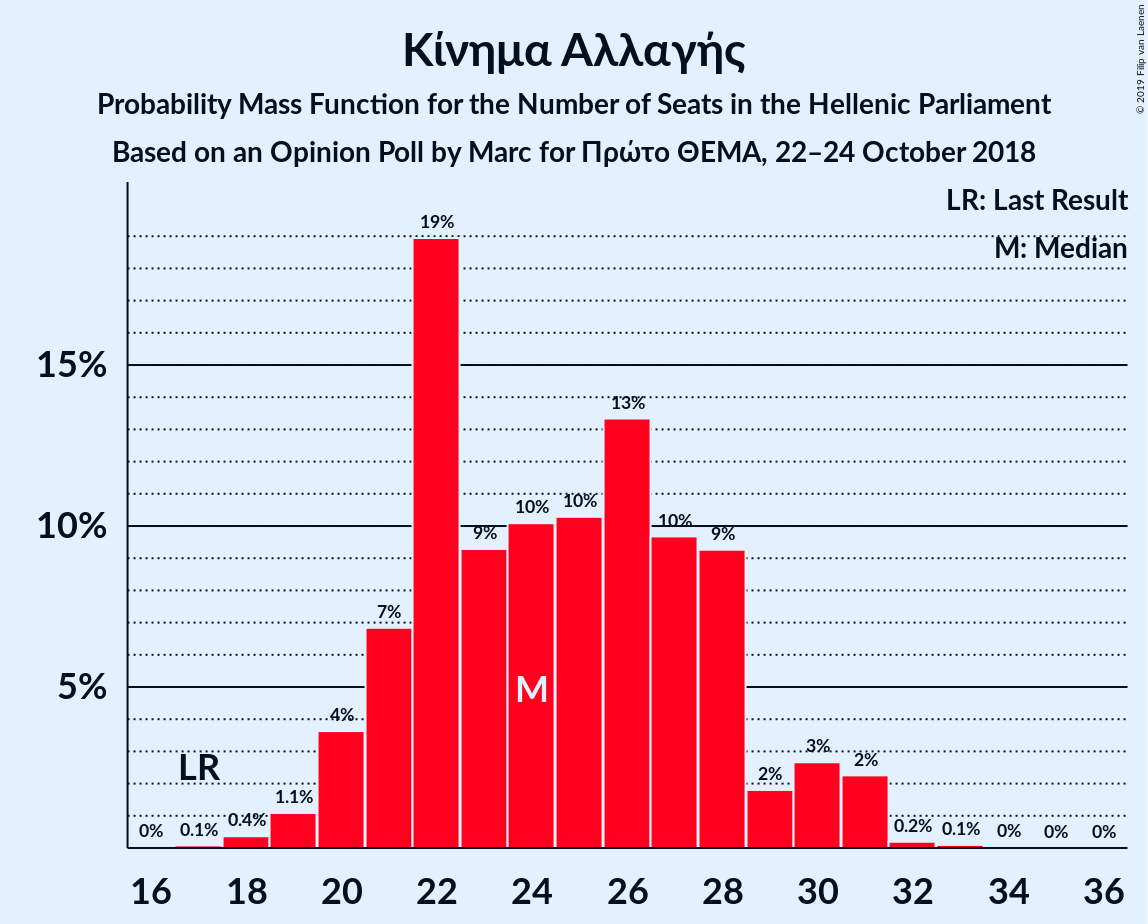 Κίνημα Αλλαγής
Probability Mass Function for the Number of Seats in the Hellenic Parliament
Based on an Opinion Poll by Marc for Πρώτο ΘΕΜΑ, 22–24 October 2018
© 2019 Filip van Laenen
LR: Last Result
M: Median
15%
10%
5%
0%
0.1%
0.4%
1.1%
4%
7%
19%
9%
10%
10%
13%
10%
9%
2%
3%
2%
0.2%
0.1%
0%
0%
0%
LR
M
16 18 20 22 24 26 28 30 32 34 36